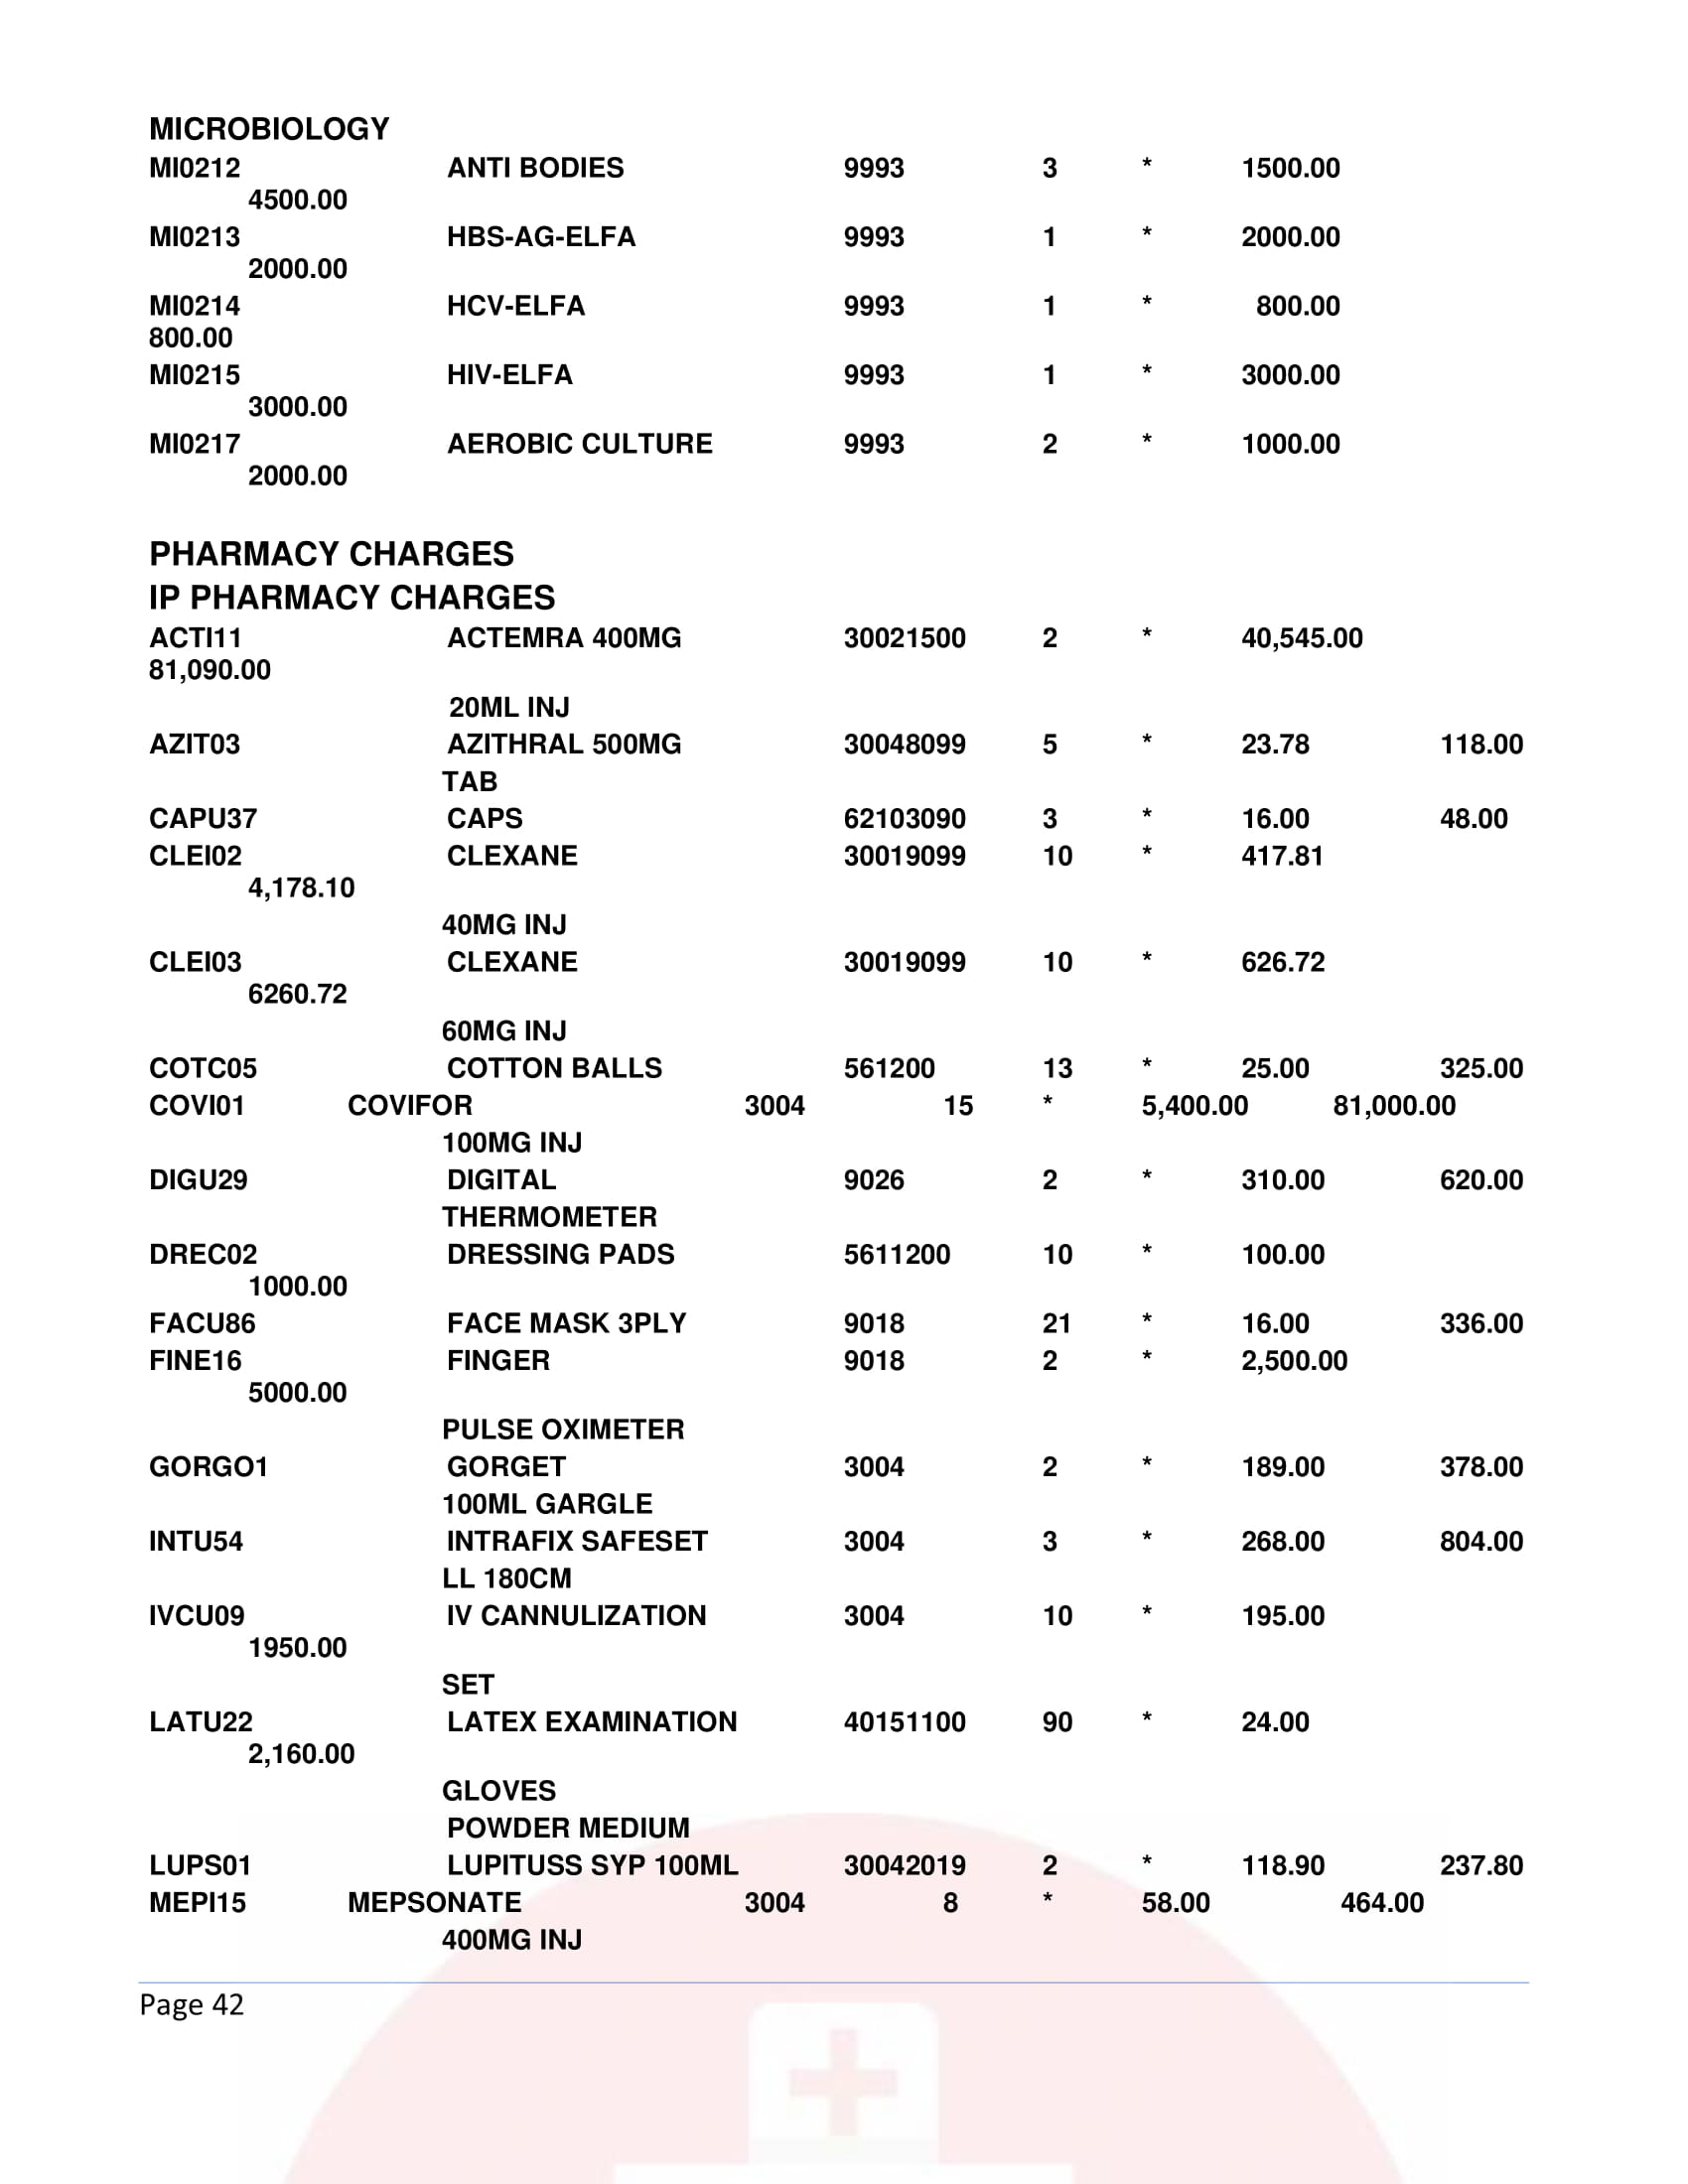 MICROBIOLOGY
MI0212 ANTI BODIES 9993 3 * 1500.00
4500.00
MI0213 HBS-AG-ELFA 9993 1 * 2000.00
2000.00
MI0214 HCV-ELFA 9993 1 * 800.00
800.00
MI0215 HIV-ELFA 9993 1 * 3000.00
3000.00
MI0217 AEROBIC CULTURE 9993 2 * 1000.00
2000.00
PHARMACY CHARGES
IP PHARMACY CHARGES
ACTI11 ACTEMRA 400MG 30021500 2 * 40,545.00
81,090.00
20ML INJ
AZIT03 AZITHRAL 500MG 30048099 5 * 23.78 118.00
TAB
CAPU37 CAPS 62103090 3 * 16.00 48.00
CLEI02 CLEXANE 30019099 10 * 417.81
4,178.10
40MG INJ
CLEI03 CLEXANE 30019099 10 * 626.72
6260.72
60MG INJ
COTC05 COTTON BALLS 561200 13 * 25.00 325.00
COVI01 COVIFOR 3004 15 * 5,400.00 81,000.00
100MG INJ
DIGU29 DIGITAL 9026 2 * 310.00 620.00
THERMOMETER
DREC02 DRESSING PADS 5611200 10 * 100.00
1000.00
FACU86 FACE MASK 3PLY 9018 21 * 16.00 336.00
FINE16 FINGER 9018 2 * 2,500.00
5000.00
PULSE OXIMETER
GORGO1 GORGET 3004 2 * 189.00 378.00
100ML GARGLE
INTU54 INTRAFIX SAFESET 3004 3 * 268.00 804.00
LL 180CM
IVCU09 IV CANNULIZATION 3004 10 * 195.00
1950.00
SET
LATU22 LATEX EXAMINATION 40151100 90 * 24.00
2,160.00
GLOVES
POWDER MEDIUM
LUPS01 LUPITUSS SYP 100ML 30042019 2 * 118.90 237.80
MEPI15 MEPSONATE 3004 8 * 58.00 464.00
400MG INJ
Page 42